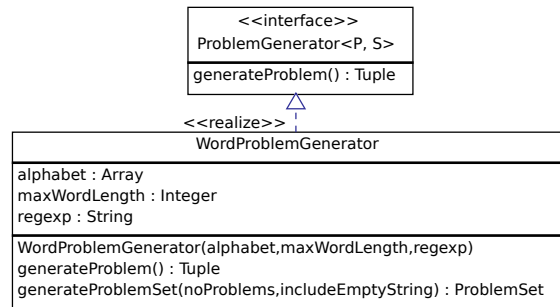 <<interface>>
ProblemGenerator<P, S>
generateProblem() : Tuple
<<realize>>
WordProblemGenerator
alphabet : Array
maxWordLength : Integer
regexp : String
WordProblemGenerator(alphabet,maxWordLength,regexp)
generateProblem() : Tuple
generateProblemSet(noProblems,includeEmptyString) : ProblemSet